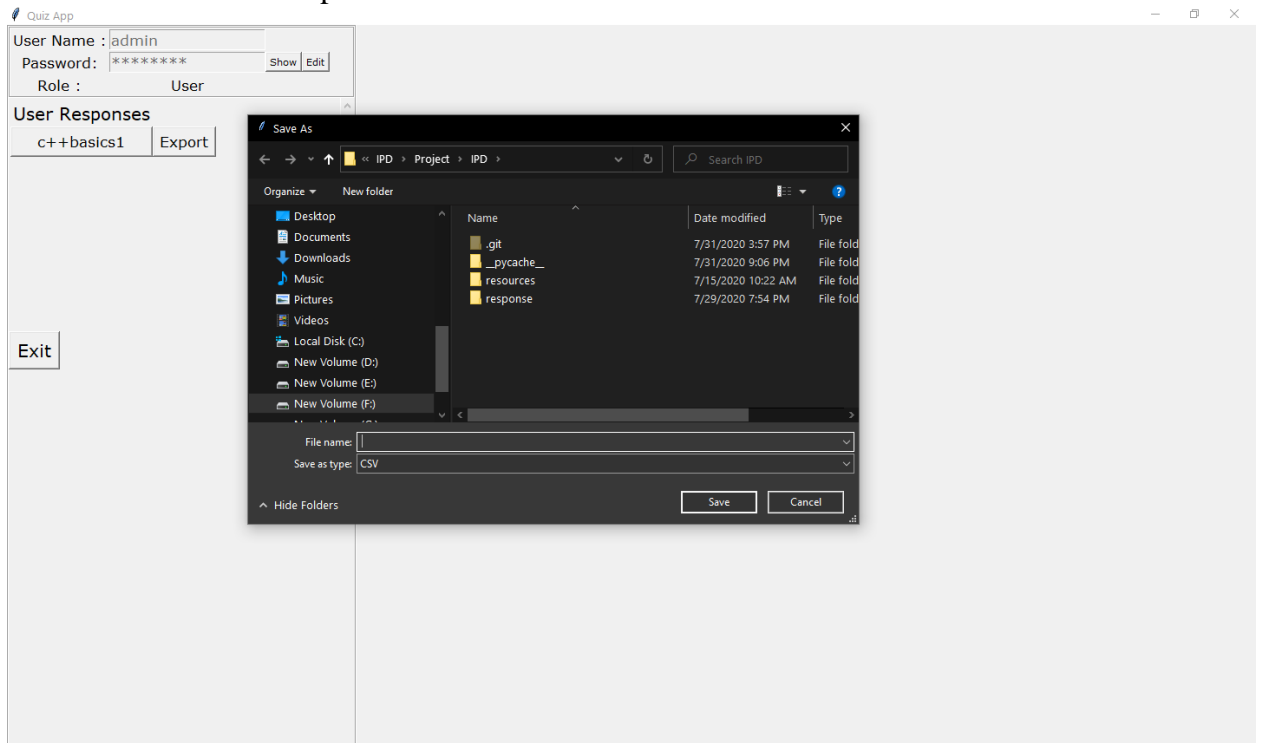 Quiz App
User Name : admin
Password: ******** Show Edit
Role : User
User Responses
c++basics1 Export
Exit
Save As
« IPD › Project › IPD ›
Search IPD
Organize New folder
Name Date modified Type
Desktop
Documents
Downloads
Music
Pictures
Videos
Local Disk (C:)
New Volume (D:)
New Volume (E:)
New Volume (F:)
.git 7/31/2020 3:57 PM File fold
__pycache__ 7/31/2020 9:06 PM File fold
resources 7/15/2020 10:22 AM File fold
response 7/29/2020 7:54 PM File fold
File name:
Save as type: CSV
Hide Folders Save Cancel